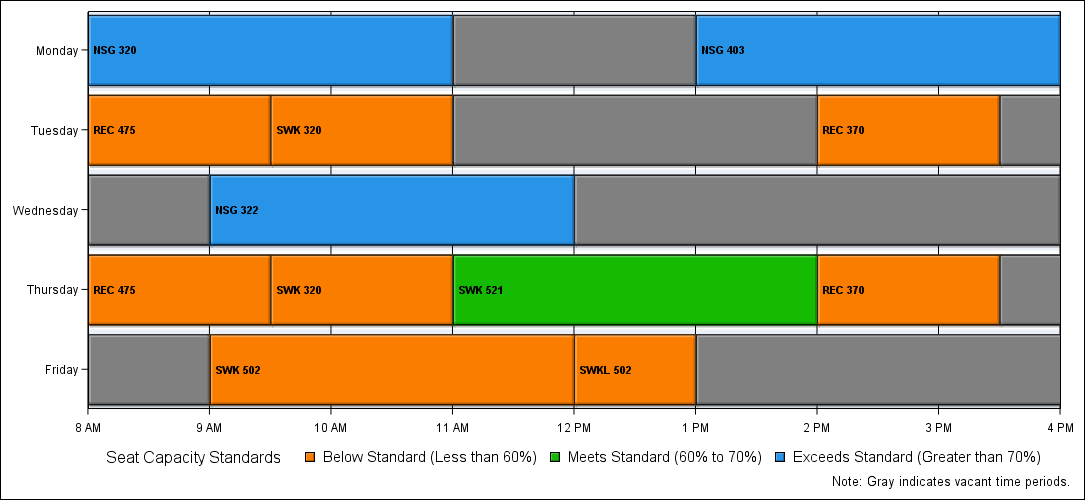 Monday NSG 320 NSG 403
Tuesday REC 475 SWK 320 REC 370
Wednesday NSG 322
Thursday REC 475 SWK 320 SWK 521 REC 370
Friday SWK 502 SWKL 502
8 AM 9 AM 10 AM 11 AM 12 PM 1 PM 2 PM 3 PM 4 PM
Seat Capacity Standards Below Standard (Less than 60%) Meets Standard (60% to 70%) Exceeds Standard (Greater than 70%)
Note: Gray indicates vacant time periods.